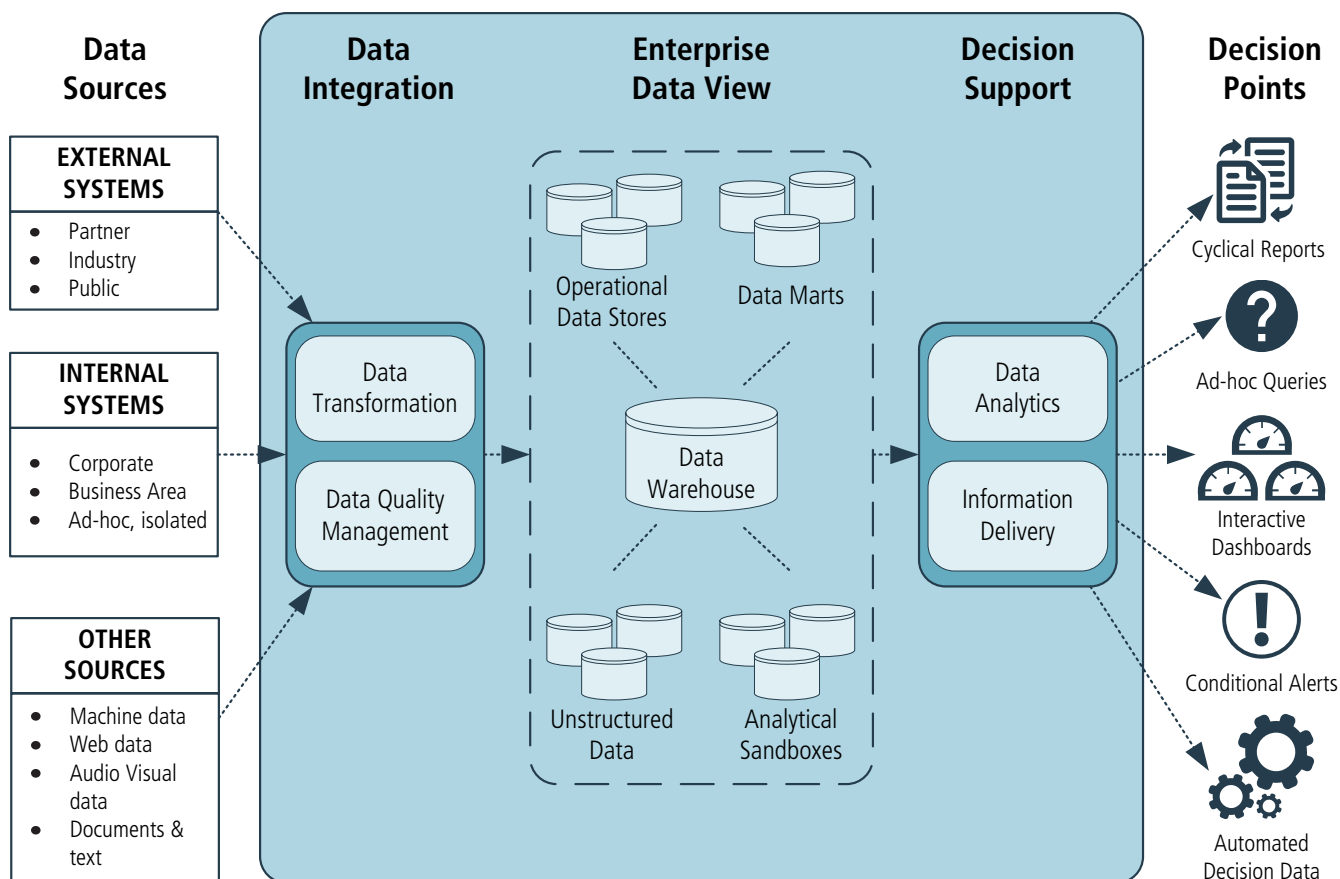 Data
Sources
Data
Integration
Enterprise
Data View
Decision
Support
Decision
Points
EXTERNAL
SYSTEMS
• Partner
• Industry
• Public
INTERNAL
SYSTEMS
• Corporate
• Business Area
• Ad-hoc, isolated
OTHER
SOURCES
• Machine data
• Web data
• Audio Visual
data
• Documents &
text
Data
Transformation
Data Quality
Management
Operational
Data Stores
Data Marts
Data
Warehouse
Unstructured
Data
Analytical
Sandboxes
Data
Analytics
Information
Delivery
Cyclical Reports
?
Ad-hoc Queries
Interactive
Dashboards
!
Conditional Alerts
Automated
Decision Data